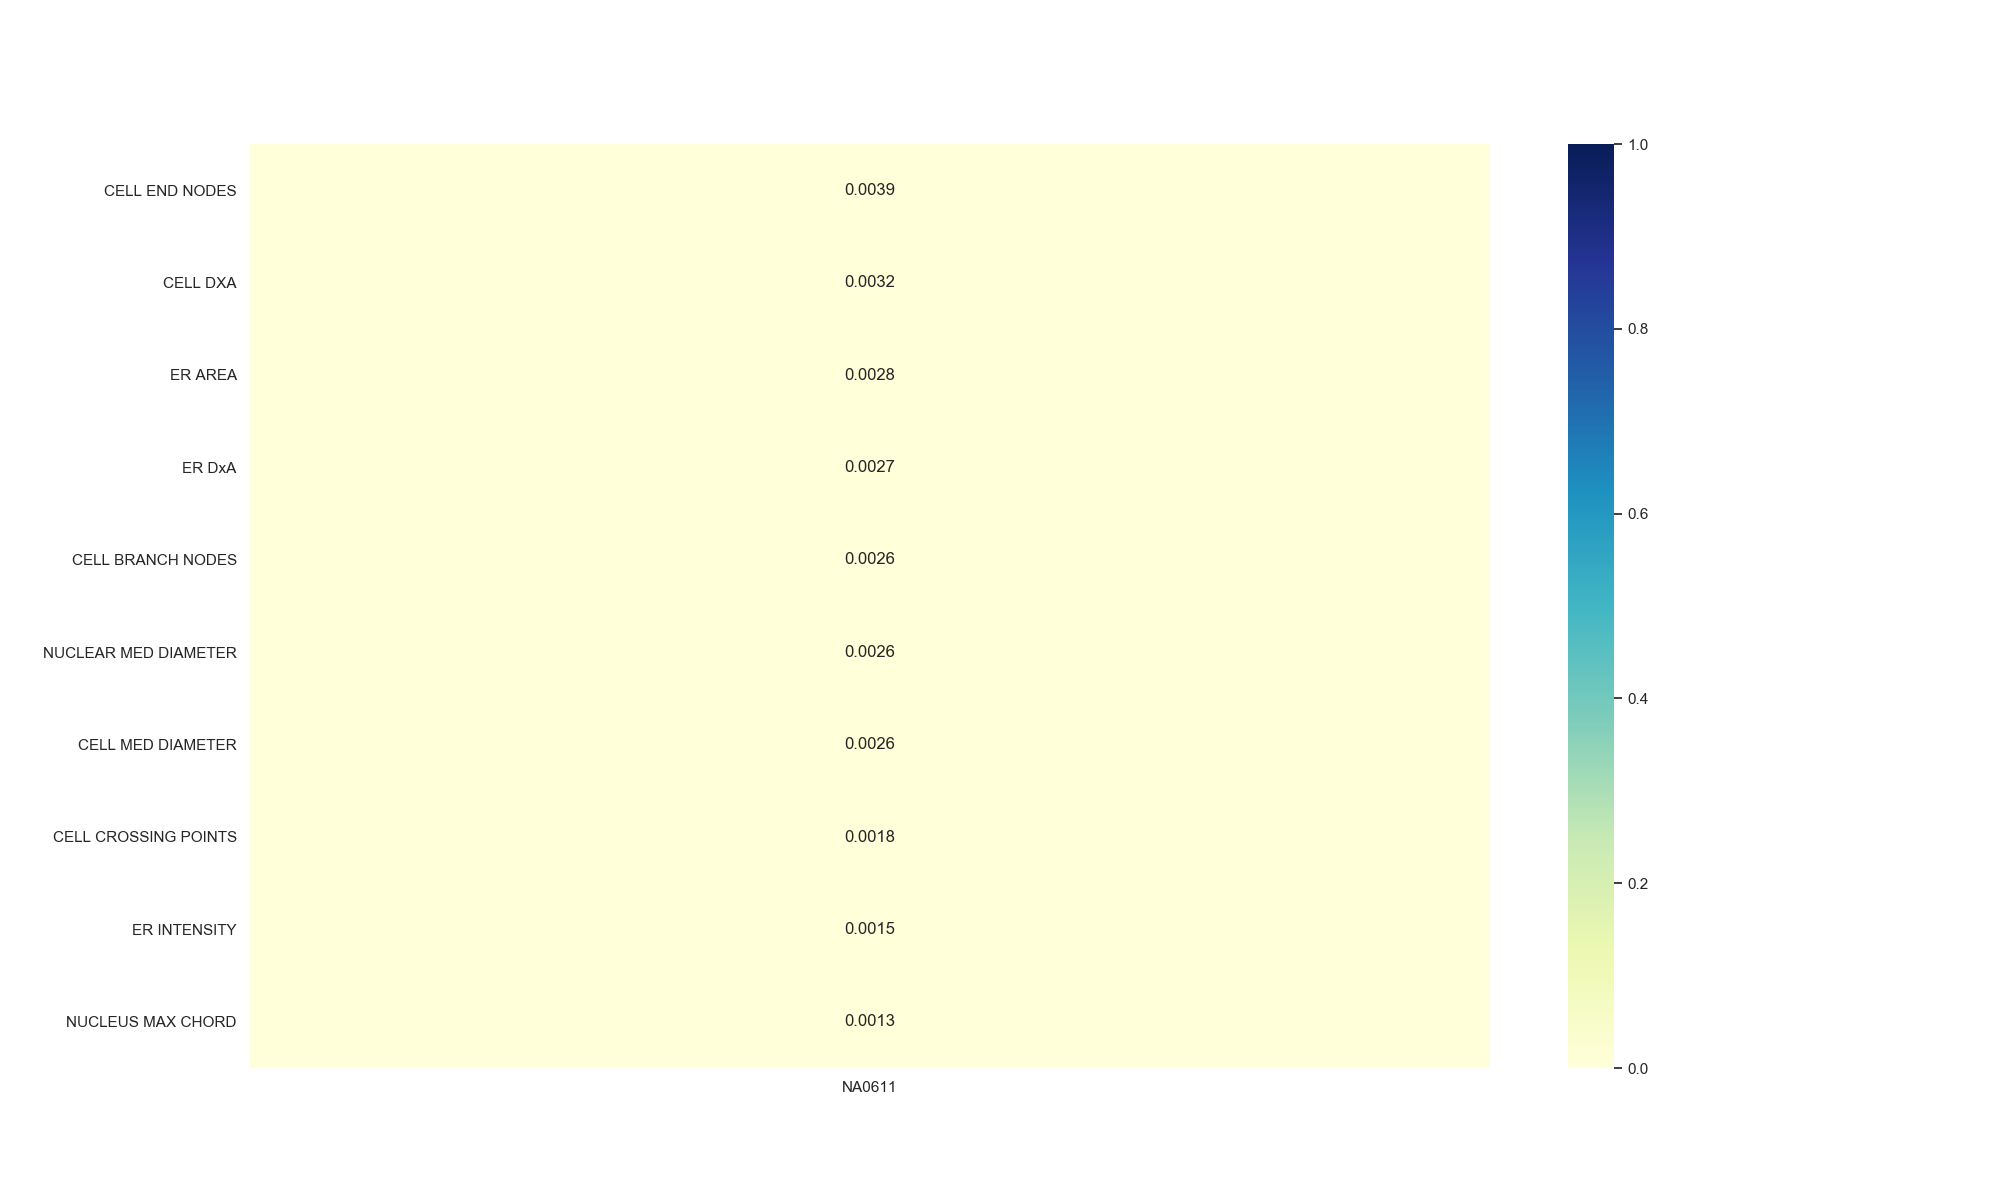 CELL END NODES 0.0039
CELL DXA 0.0032
ER AREA 0.0028
ER DxA 0.0027
CELL BRANCH NODES 0.0026
NUCLEAR MED DIAMETER 0.0026
CELL MED DIAMETER 0.0026
CELL CROSSING POINTS 0.0018
ER INTENSITY 0.0015
NUCLEUS MAX CHORD 0.0013
NA0611
1.0
0.8
0.6
0.4
0.2
0.0